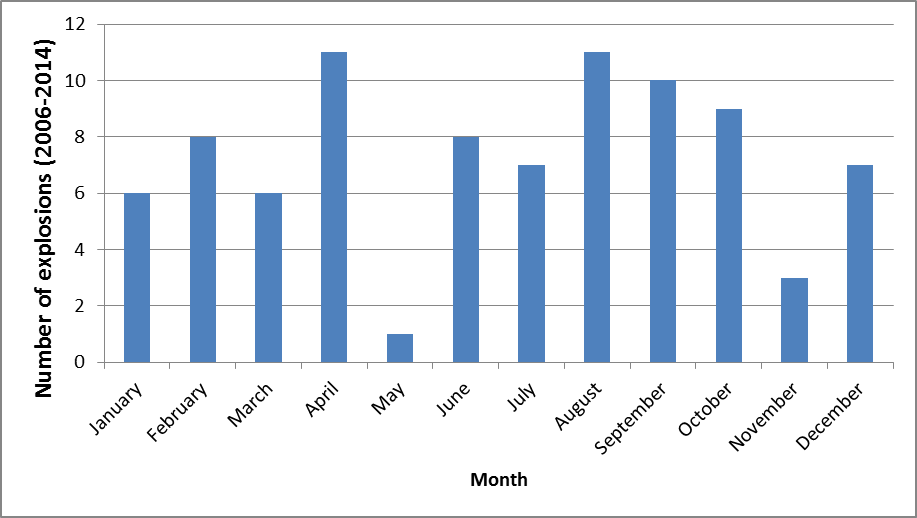 Number of explosions (2006-2014)
12
10
8
6
4
2
0
January
February
March
April
May
June
July
August
September
October
November
December
Month